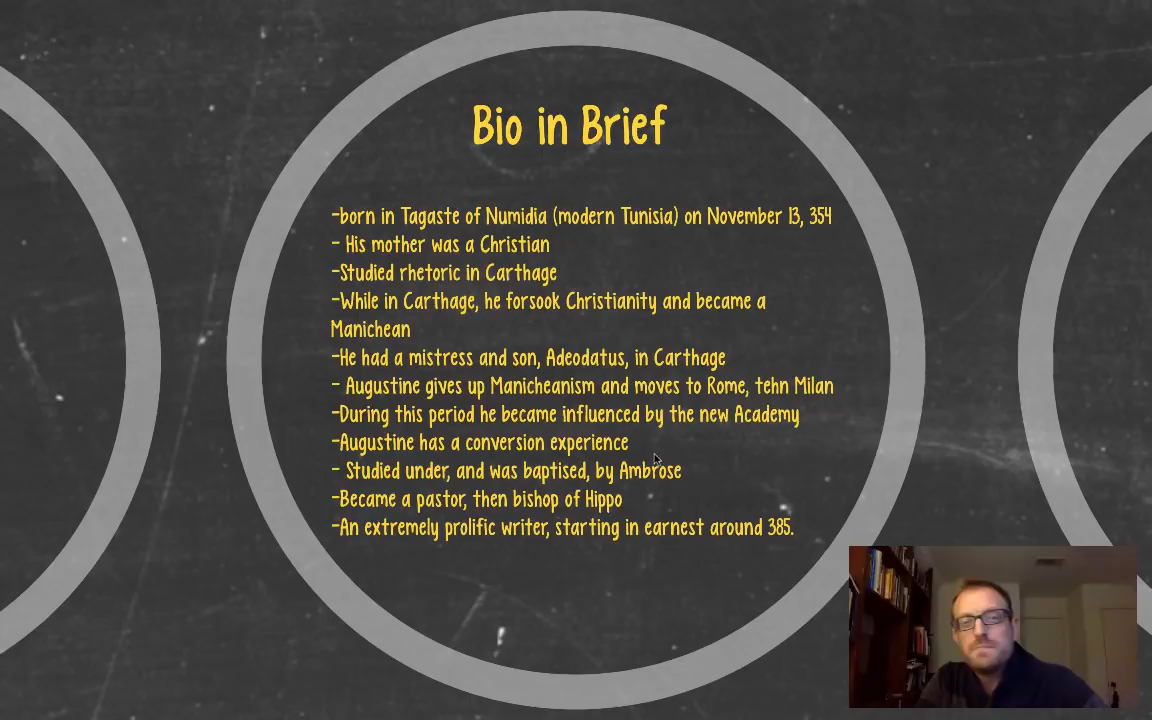 Bio in Brief
-born in Tagaste of Numidia (modern Tunisia) on November 13, 354
- His mother was a Christian
-Studied rhetoric in Carthage
-While in Carthage, he forsook Christianity and became a
Manichean
-He had a mistress and son, Adeodatus, in Carthage
- Augustine gives up Manicheanism and moves to Rome, tehn Milan
-During this period he became influenced by the new Academy
-Augustine has a conversion experience
- Studied under, and was baptised, by Ambrose
-Became a pastor, then bishop of Hippo
-An extremely prolific writer, starting in earnest around 385.